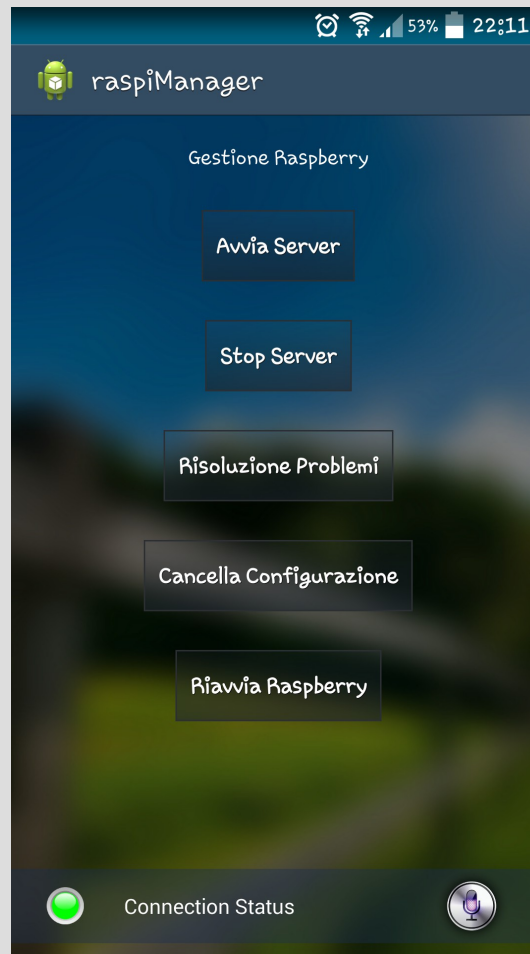 53% 22:11
raspiManager
Gestione Raspberry
Avvia Server
Stop Server
Risoluzione Problemi
Cancella Configurazione
Riavvia Raspberry
Connection Status